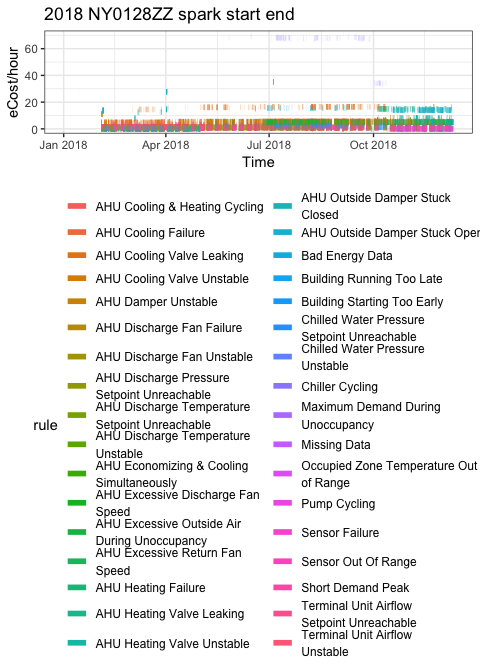 2018 NY0128ZZ spark start end
eCost/hour
60
40
20
0
Jan 2018
Apr 2018
Jul 2018
Oct 2018
Time
rule
AHU Cooling & Heating Cycling
AHU Cooling Failure
AHU Cooling Valve Leaking
AHU Cooling Valve Unstable
AHU Damper Unstable
AHU Discharge Fan Failure
AHU Discharge Fan Unstable
AHU Discharge Pressure
Setpoint Unreachable
AHU Discharge Temperature
Setpoint Unreachable
AHU Discharge Temperature
Unstable
AHU Economizing & Cooling
Simultaneously
AHU Excessive Discharge Fan
Speed
AHU Excessive Outside Air
During Unoccupancy
AHU Excessive Return Fan
Speed
AHU Heating Failure
AHU Heating Valve Leaking
AHU Heating Valve Unstable
AHU Outside Damper Stuck
Closed
AHU Outside Damper Stuck Open
Bad Energy Data
Building Running Too Late
Building Starting Too Early
Chilled Water Pressure
Setpoint Unreachable
Chilled Water Pressure
Unstable
Chiller Cycling
Maximum Demand During
Unoccupancy
Missing Data
Occupied Zone Temperature Out
of Range
Pump Cycling
Sensor Failure
Sensor Out Of Range
Short Demand Peak
Terminal Unit Airflow
Setpoint Unreachable
Terminal Unit Airflow
Unstable